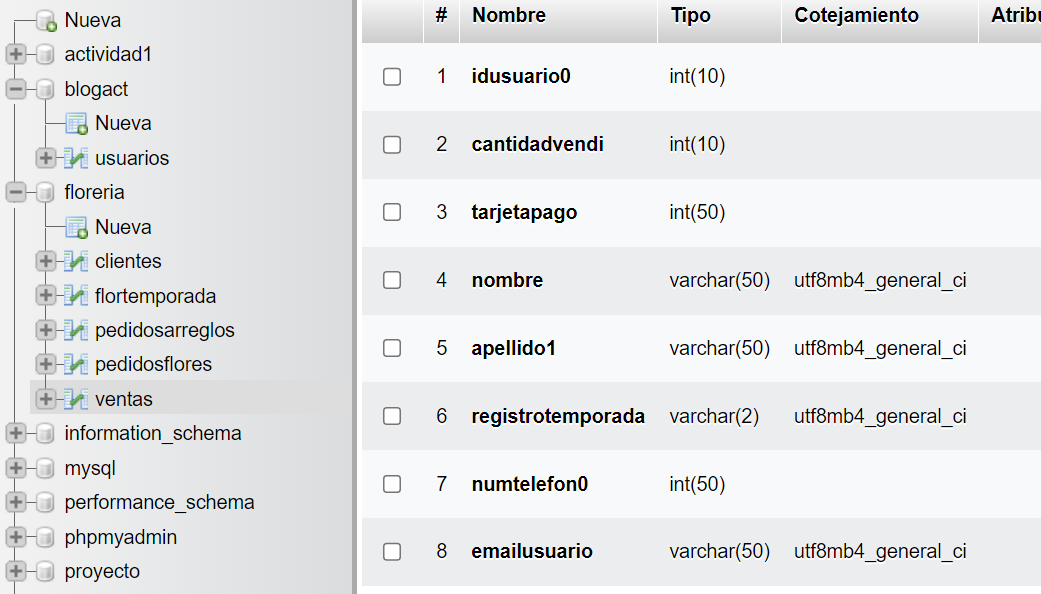 Nueva
actividad1
blogact
Nueva
usuarios
floreria
Nueva
clientes
flortemporada
pedidosarreglos
pedidosflores
ventas
information_schema
mysql
performance_schema
phpmyadmin
proyecto
# Nombre Tipo Cotejamiento Atribu
1 idusuario0 int(10)
2 cantidadvendi int(10)
3 tarjetapago int(50)
4 nombre varchar(50) utf8mb4_general_ci
5 apellido1 varchar(50) utf8mb4_general_ci
6 registrotemporada varchar(2) utf8mb4_general_ci
7 numtelefon0 int(50)
8 emailusuario varchar(50) utf8mb4_general_ci